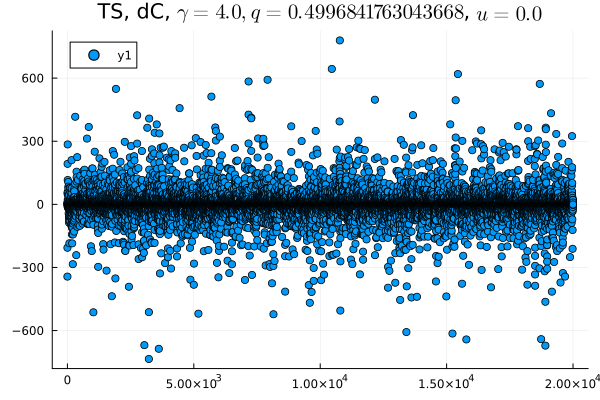 TS, dC, γ = 4.0, q = 0.4996841763043668, u = 0.0
y1
600
300
0
−300
−600
0 5.00×10³ 1.00×10⁴ 1.50×10⁴ 2.00×10⁴